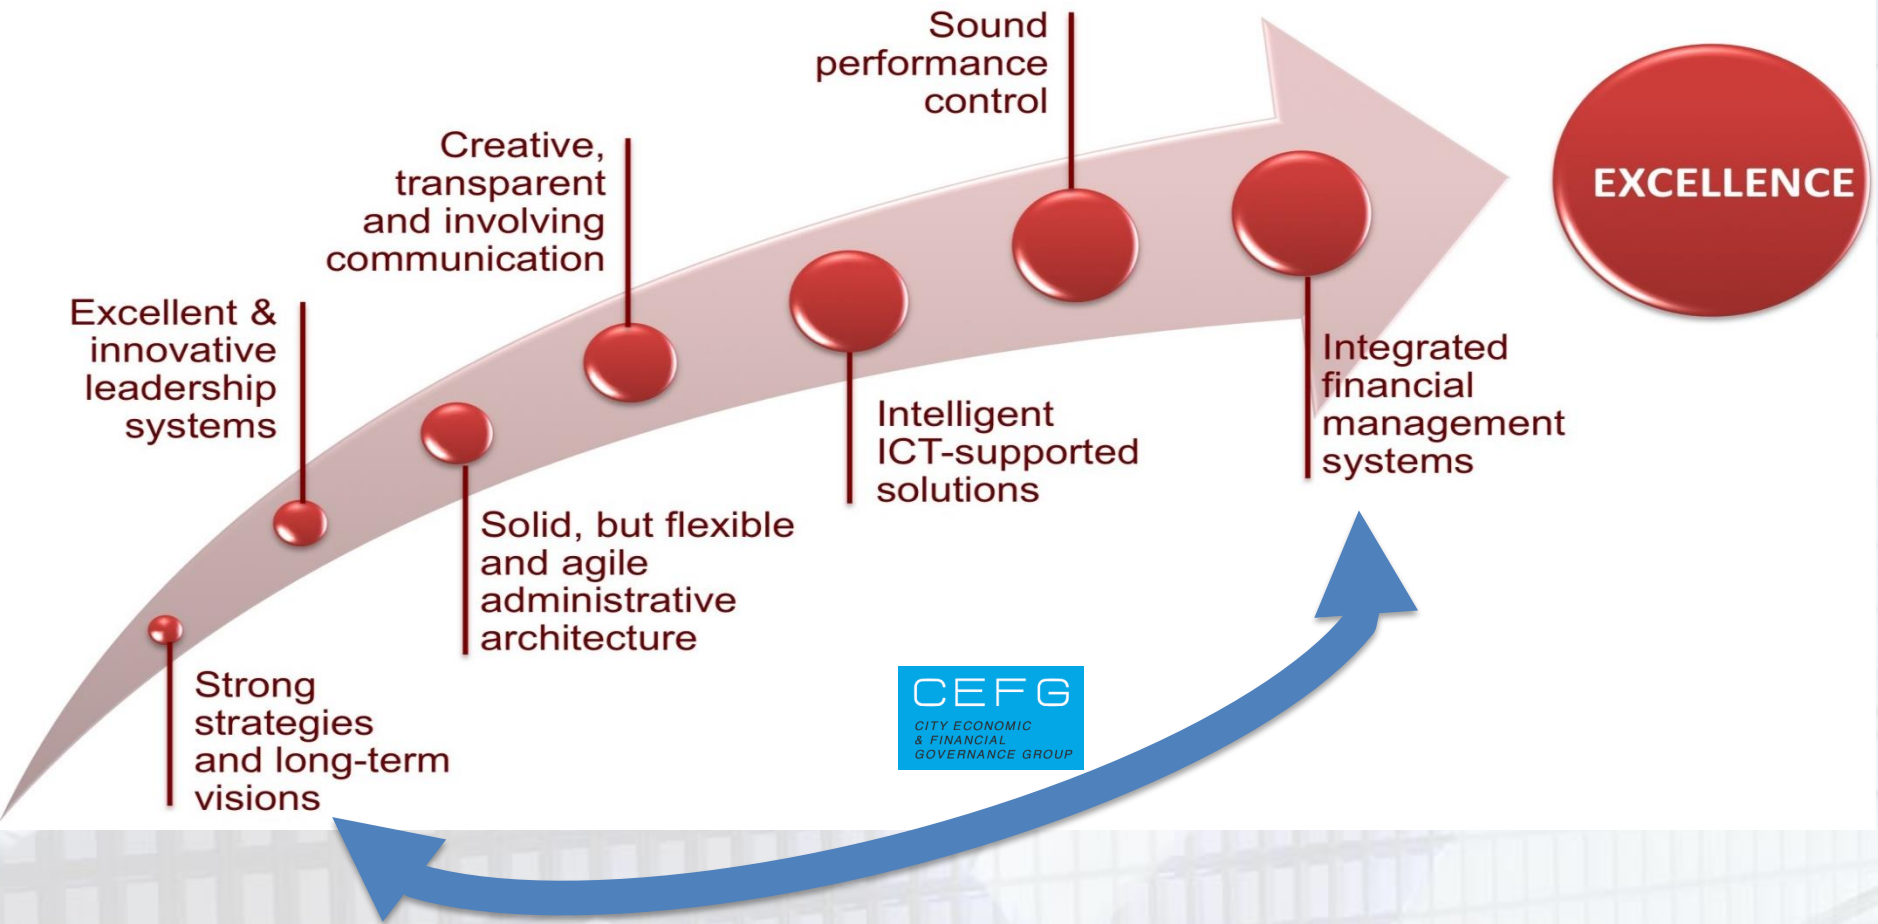 Sound
performance
control
EXCELLENCE
Creative,
transparent
and involving
communication
Excellent &
innovative
leadership
systems
Integrated
financial
management
systems
Intelligent
ICT-supported
solutions
Solid, but flexible
and agile
administrative
architecture
Strong
strategies
and long-term
visions
CEFG
CITY ECONOMIC
& FINANCIAL
GOVERNANCE GROUP